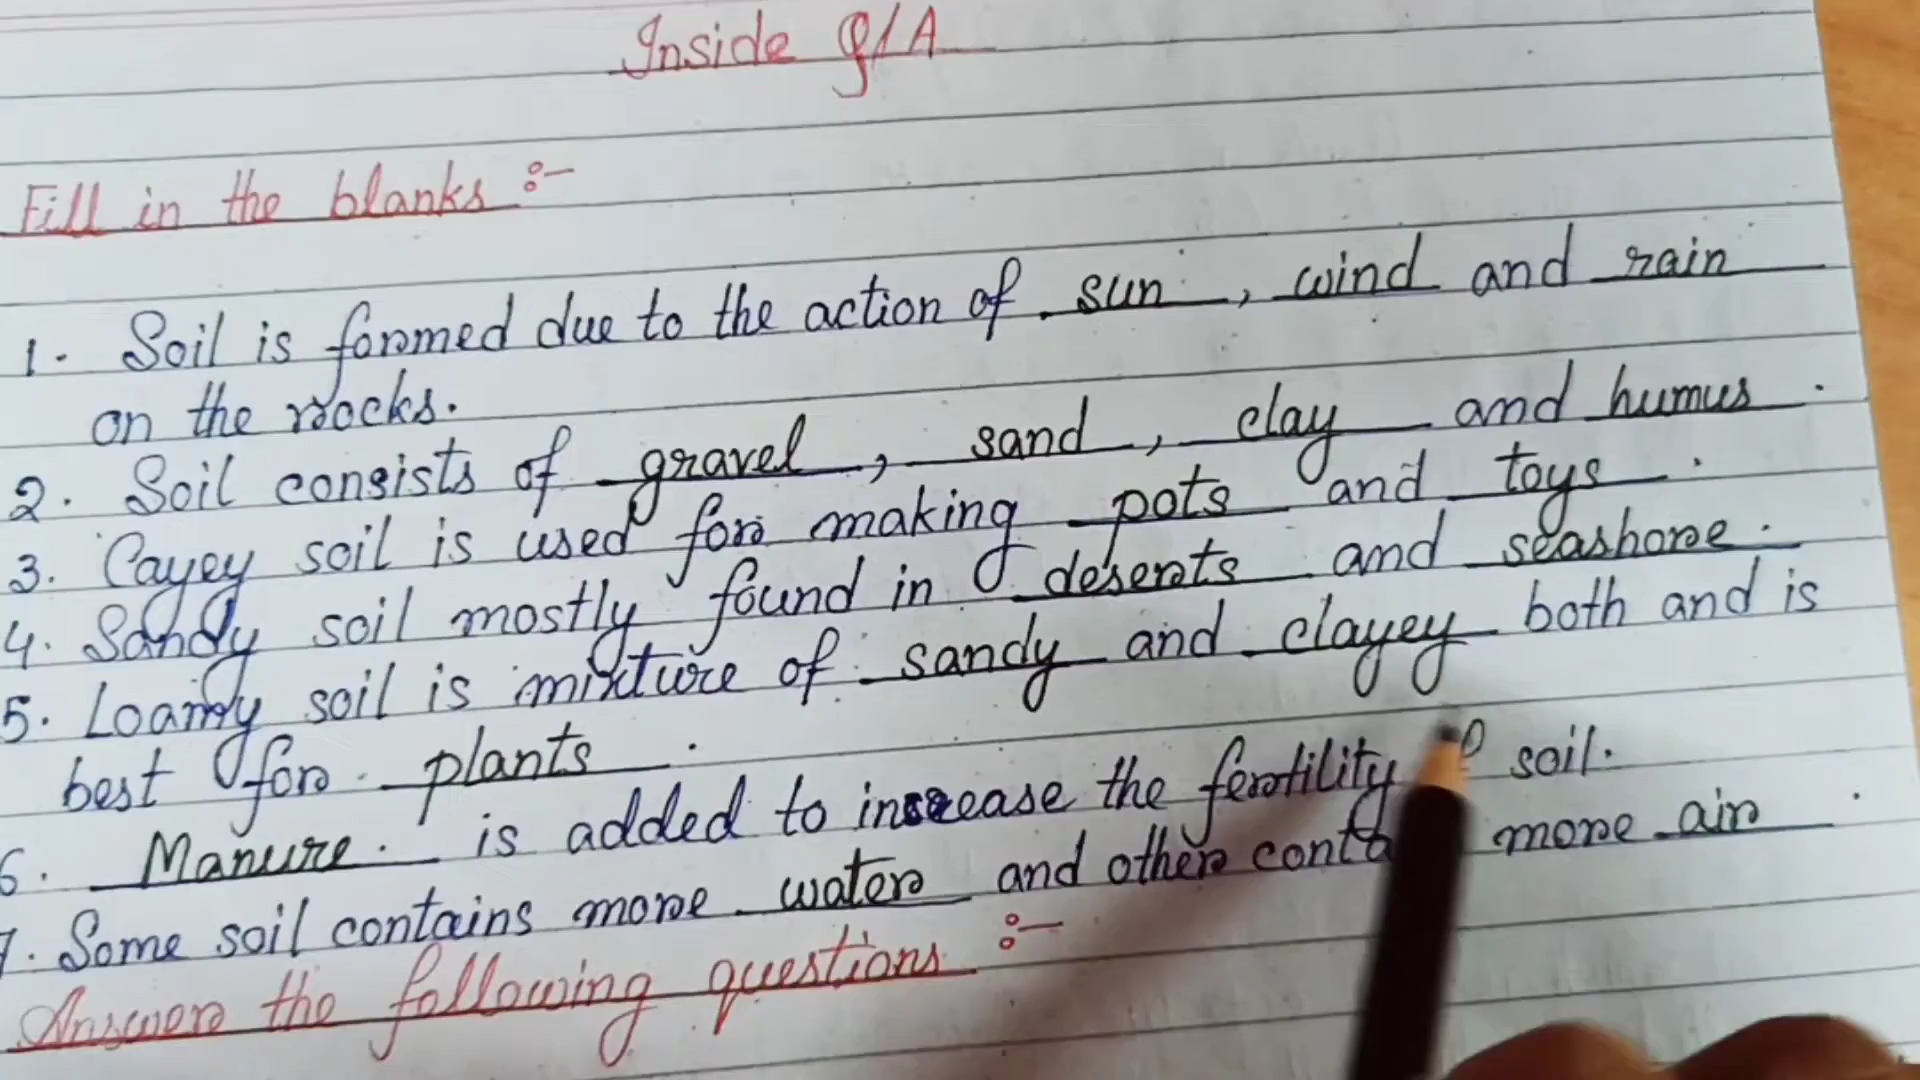 Inside Q/A
Fill in the blanks :-
1. Soil is formed due to the action of sun, wind and rain
on the rocks.
2. Soil consists of gravel, sand, clay and humus.
3. Cayey soil is used for making pots and toys.
4. Sandy soil mostly found in deserts and seashore.
5. Loamy soil is mixture of sandy and clayey both and is
best for plants.
6. Manure. is added to increase the fertility soil.
7. Some soil contains more water and other more air.
Answer the following questions :-